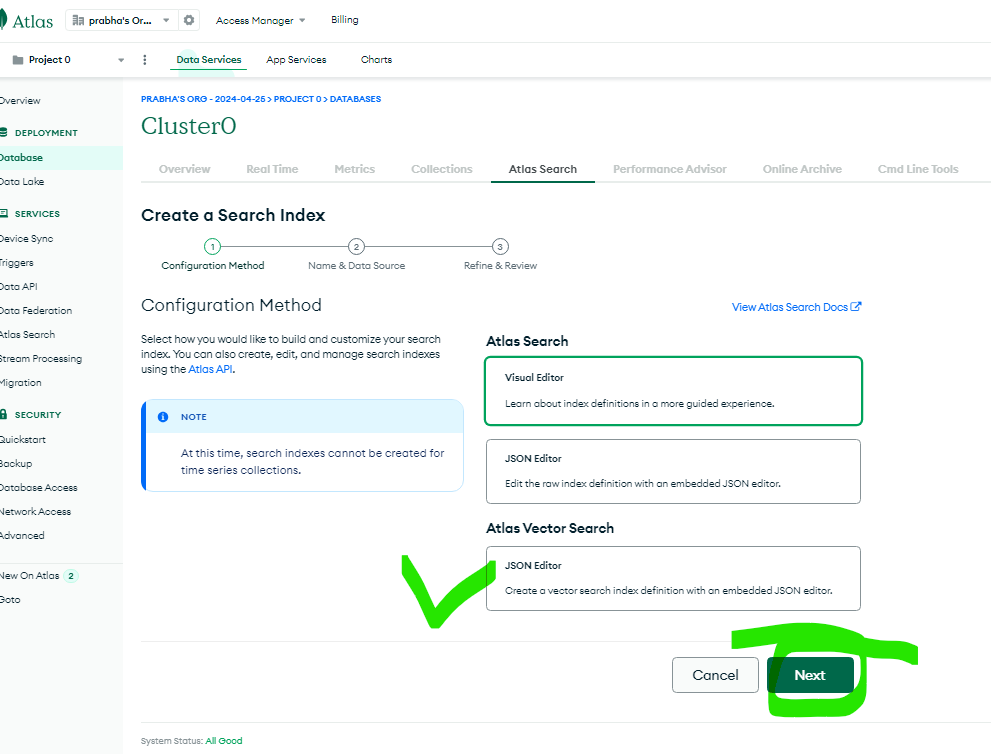 Atlas
prabha's Or...
Access Manager
Billing
Project 0
Data Services
App Services
Charts
Overview
DEPLOYMENT
Database
Data Lake
SERVICES
Device Sync
Triggers
Data API
Data Federation
Atlas Search
Stream Processing
Migration
SECURITY
Quickstart
Backup
Database Access
Network Access
Advanced
New On Atlas 2
Goto
PRABHA'S ORG - 2024-04-25 > PROJECT 0 > DATABASES
Cluster0
Overview
Real Time
Metrics
Collections
Atlas Search
Performance Advisor
Online Archive
Cmd Line Tools
Create a Search Index
1
2
3
Configuration Method
Name & Data Source
Refine & Review
Configuration Method
View Atlas Search Docs
Select how you would like to build and customize your search
index. You can also create, edit, and manage search indexes
using the Atlas API.
NOTE
At this time, search indexes cannot be created for
time series collections.
Atlas Search
Visual Editor
Learn about index definitions in a more guided experience.
JSON Editor
Edit the raw index definition with an embedded JSON editor.
Atlas Vector Search
JSON Editor
Create a vector search index definition with an embedded JSON editor.
Cancel
Next
System Status: All Good